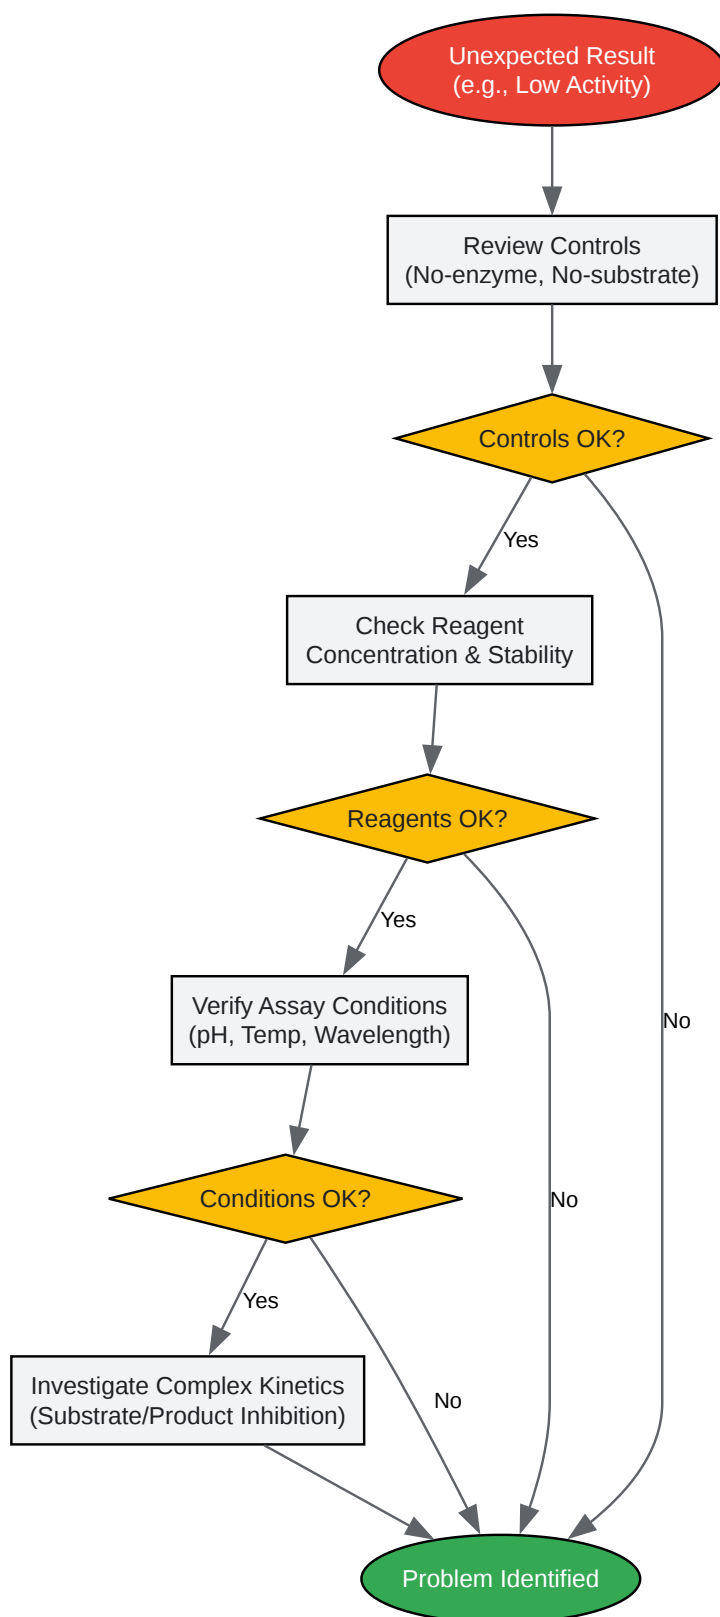 Unexpected Result
(e.g., Low Activity)
Review Controls
(No-enzyme, No-substrate)
Controls OK?
Yes
Check Reagent
Concentration & Stability
Reagents OK?
Yes
Verify Assay Conditions
(pH, Temp, Wavelength)
No
Conditions OK?
No
Yes
Investigate Complex Kinetics
(Substrate/Product Inhibition)
No
Problem Identified